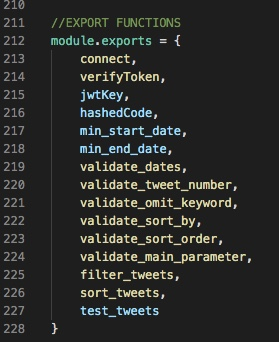 210
211 //EXPORT FUNCTIONS
212 module.exports = {
213     connect,
214     verifyToken,
215     jwtKey,
216     hashedCode,
217     min_start_date,
218     min_end_date,
219     validate_dates,
220     validate_tweet_number,
221     validate_omit_keyword,
222     validate_sort_by,
223     validate_sort_order,
224     validate_main_parameter,
225     filter_tweets,
226     sort_tweets,
227     test_tweets
228 }